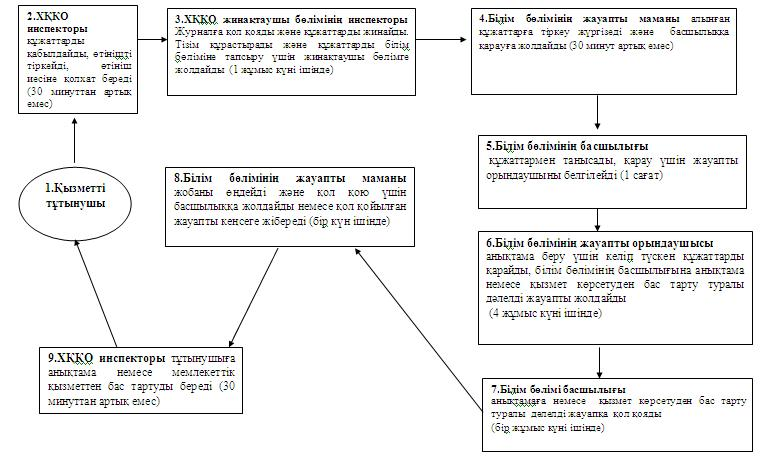 1.Қызметті
тұтынушы
2.ХҚКО
инспекторы
құжаттарды
қабылдайды, өтінішті
тіркейді, өтініш
иесіне қолхат береді
(30 минуттан артық
емес)
3.ХҚКО жинақтаушы бөлімінің инспекторы
Журналға қол қояды және құжаттарды жинайды.
Тізім құрастырады және құжаттарды білім
бөліміне тапсыру үшін жинақтаушы бөлімге
жолдайды (1 жұмыс күні ішінде)
4.Білім бөлімінің жауапты маманы алынған
құжаттарға тіркеу жүргізеді және басшылыққа
қарауға жолдайды (30 минут артық емес)
5.Білім бөлімінің басшылығы
құжаттармен танысады, қарау үшін жауапты
орындаушыны белгілейді (1 сағат)
6.Білім бөлімінің жауапты орындаушысы
анықтама беру үшін келіп түскен құжаттарды
қарайды, білім бөлімінің басшылығына анықтама
немесе қызмет көрсетуден бас тарту туралы
дәлелді жауапты жолдайды
(4 жұмыс күні ішінде)
7.Білім бөлімі басшылығы
анықтамаға немесе қызмет көрсетуден бас тарту
туралы дәлелді жауапқа қол қояды
(бір жұмыс күні ішінде)
8.Білім бөлімінің жауапты маманы
жобаны өңдейді және қол қою үшін
басшылыққа жолдайды немесе қол қойылған
жауапты кеңсеге жібереді (бір күн ішінде)
9.ХҚКО инспекторы тұтынушыға
анықтама немесе мемлекеттік
қызметтен бас тартуды береді (30
минуттан артық емес)